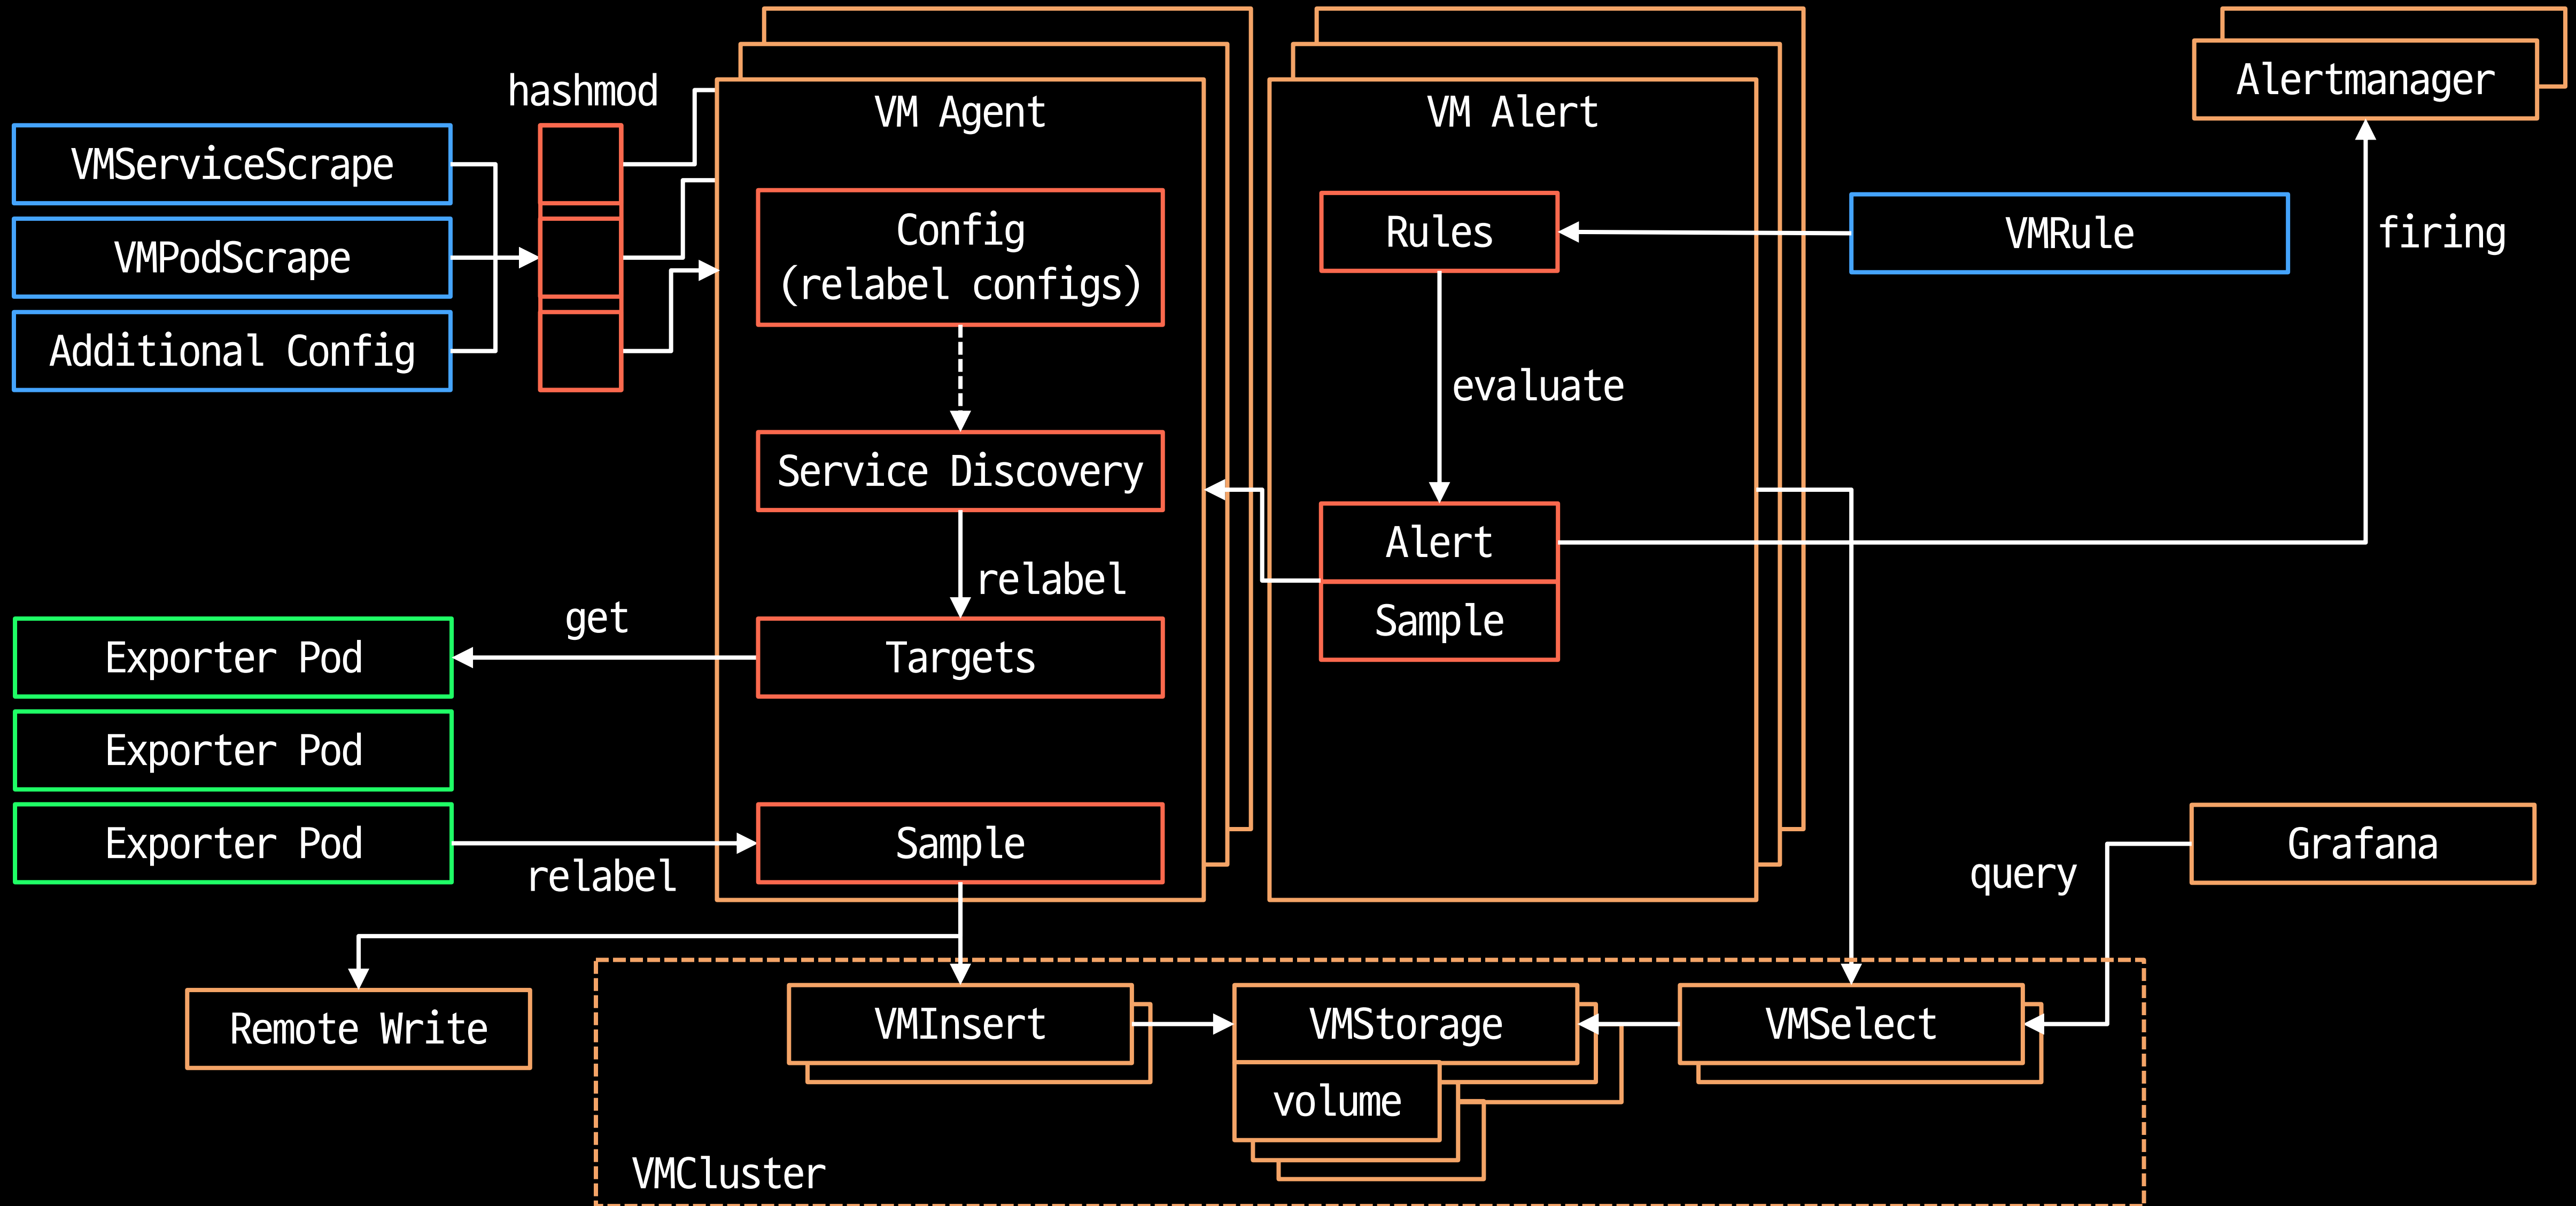 hashmod
VMServiceScrape
VMPodScrape
Additional Config
VM Agent
Config
(relabel configs)
Service Discovery
relabel
Targets
get
Exporter Pod
Exporter Pod
Exporter Pod
relabel
Sample
VM Alert
Rules
evaluate
Alert
Sample
VMRule
Alertmanager
firing
Grafana
query
Remote Write
VMInsert
VMStorage
volume
VMSelect
VMCluster